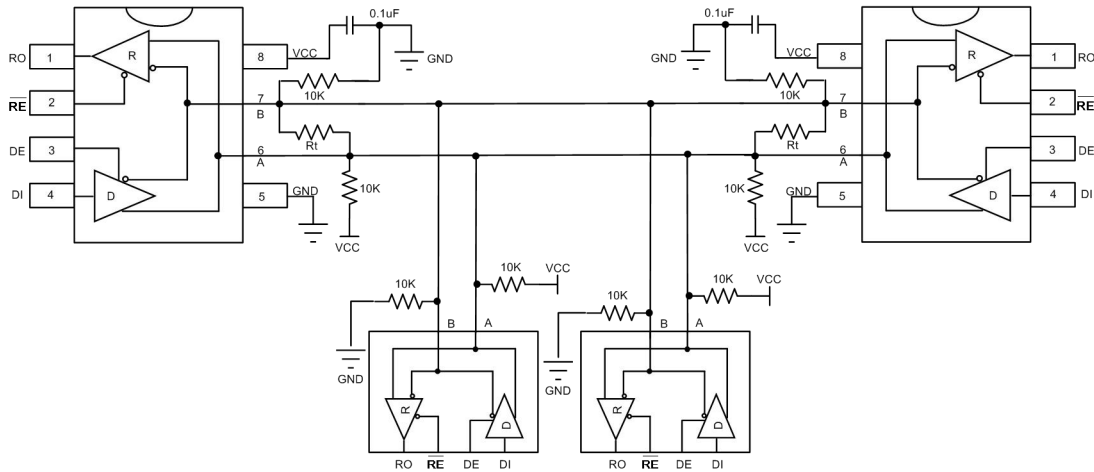 0.1uF
0.1uF
RO 1 R 8 VCC GND 10K
GND 10K VCC 8 R 1 RO
RE 2 7 B
7 B 2 RE
DE 3 Rt 6 A
Rt 6 A 3 DE
DI 4 D 5 GND 10K VCC
10K VCC GND 5 D 4 DI
10K 10K VCC
10K 10K VCC
B A
B A
GND
GND
R D
R D
RO RE DE DI
RO RE DE DI